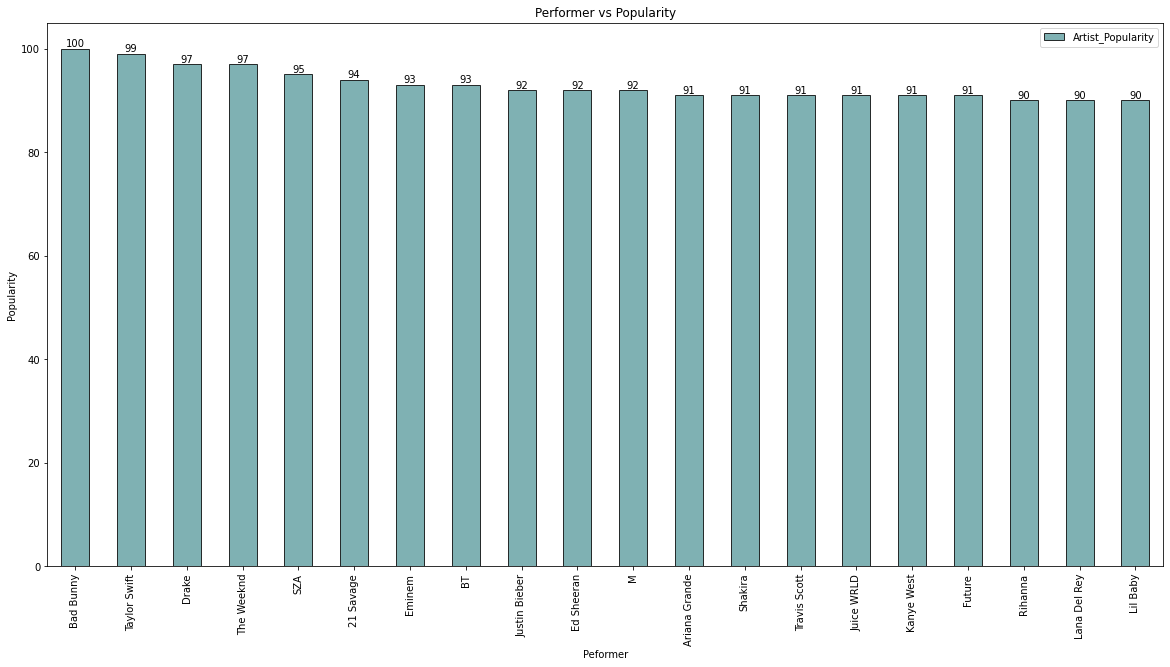 Performer vs Popularity
Artist_Popularity
100
99
97
97
95
94
93
93
92
92
92
91
91
91
91
91
91
90
90
90
100
80
60
40
20
0
Popularity
Bad Bunny
Taylor Swift
Drake
The Weeknd
SZA
21 Savage
Eminem
BT
Justin Bieber
Ed Sheeran
M
Ariana Grande
Shakira
Travis Scott
Juice WRLD
Kanye West
Future
Rihanna
Lana Del Rey
Lil Baby
Peformer